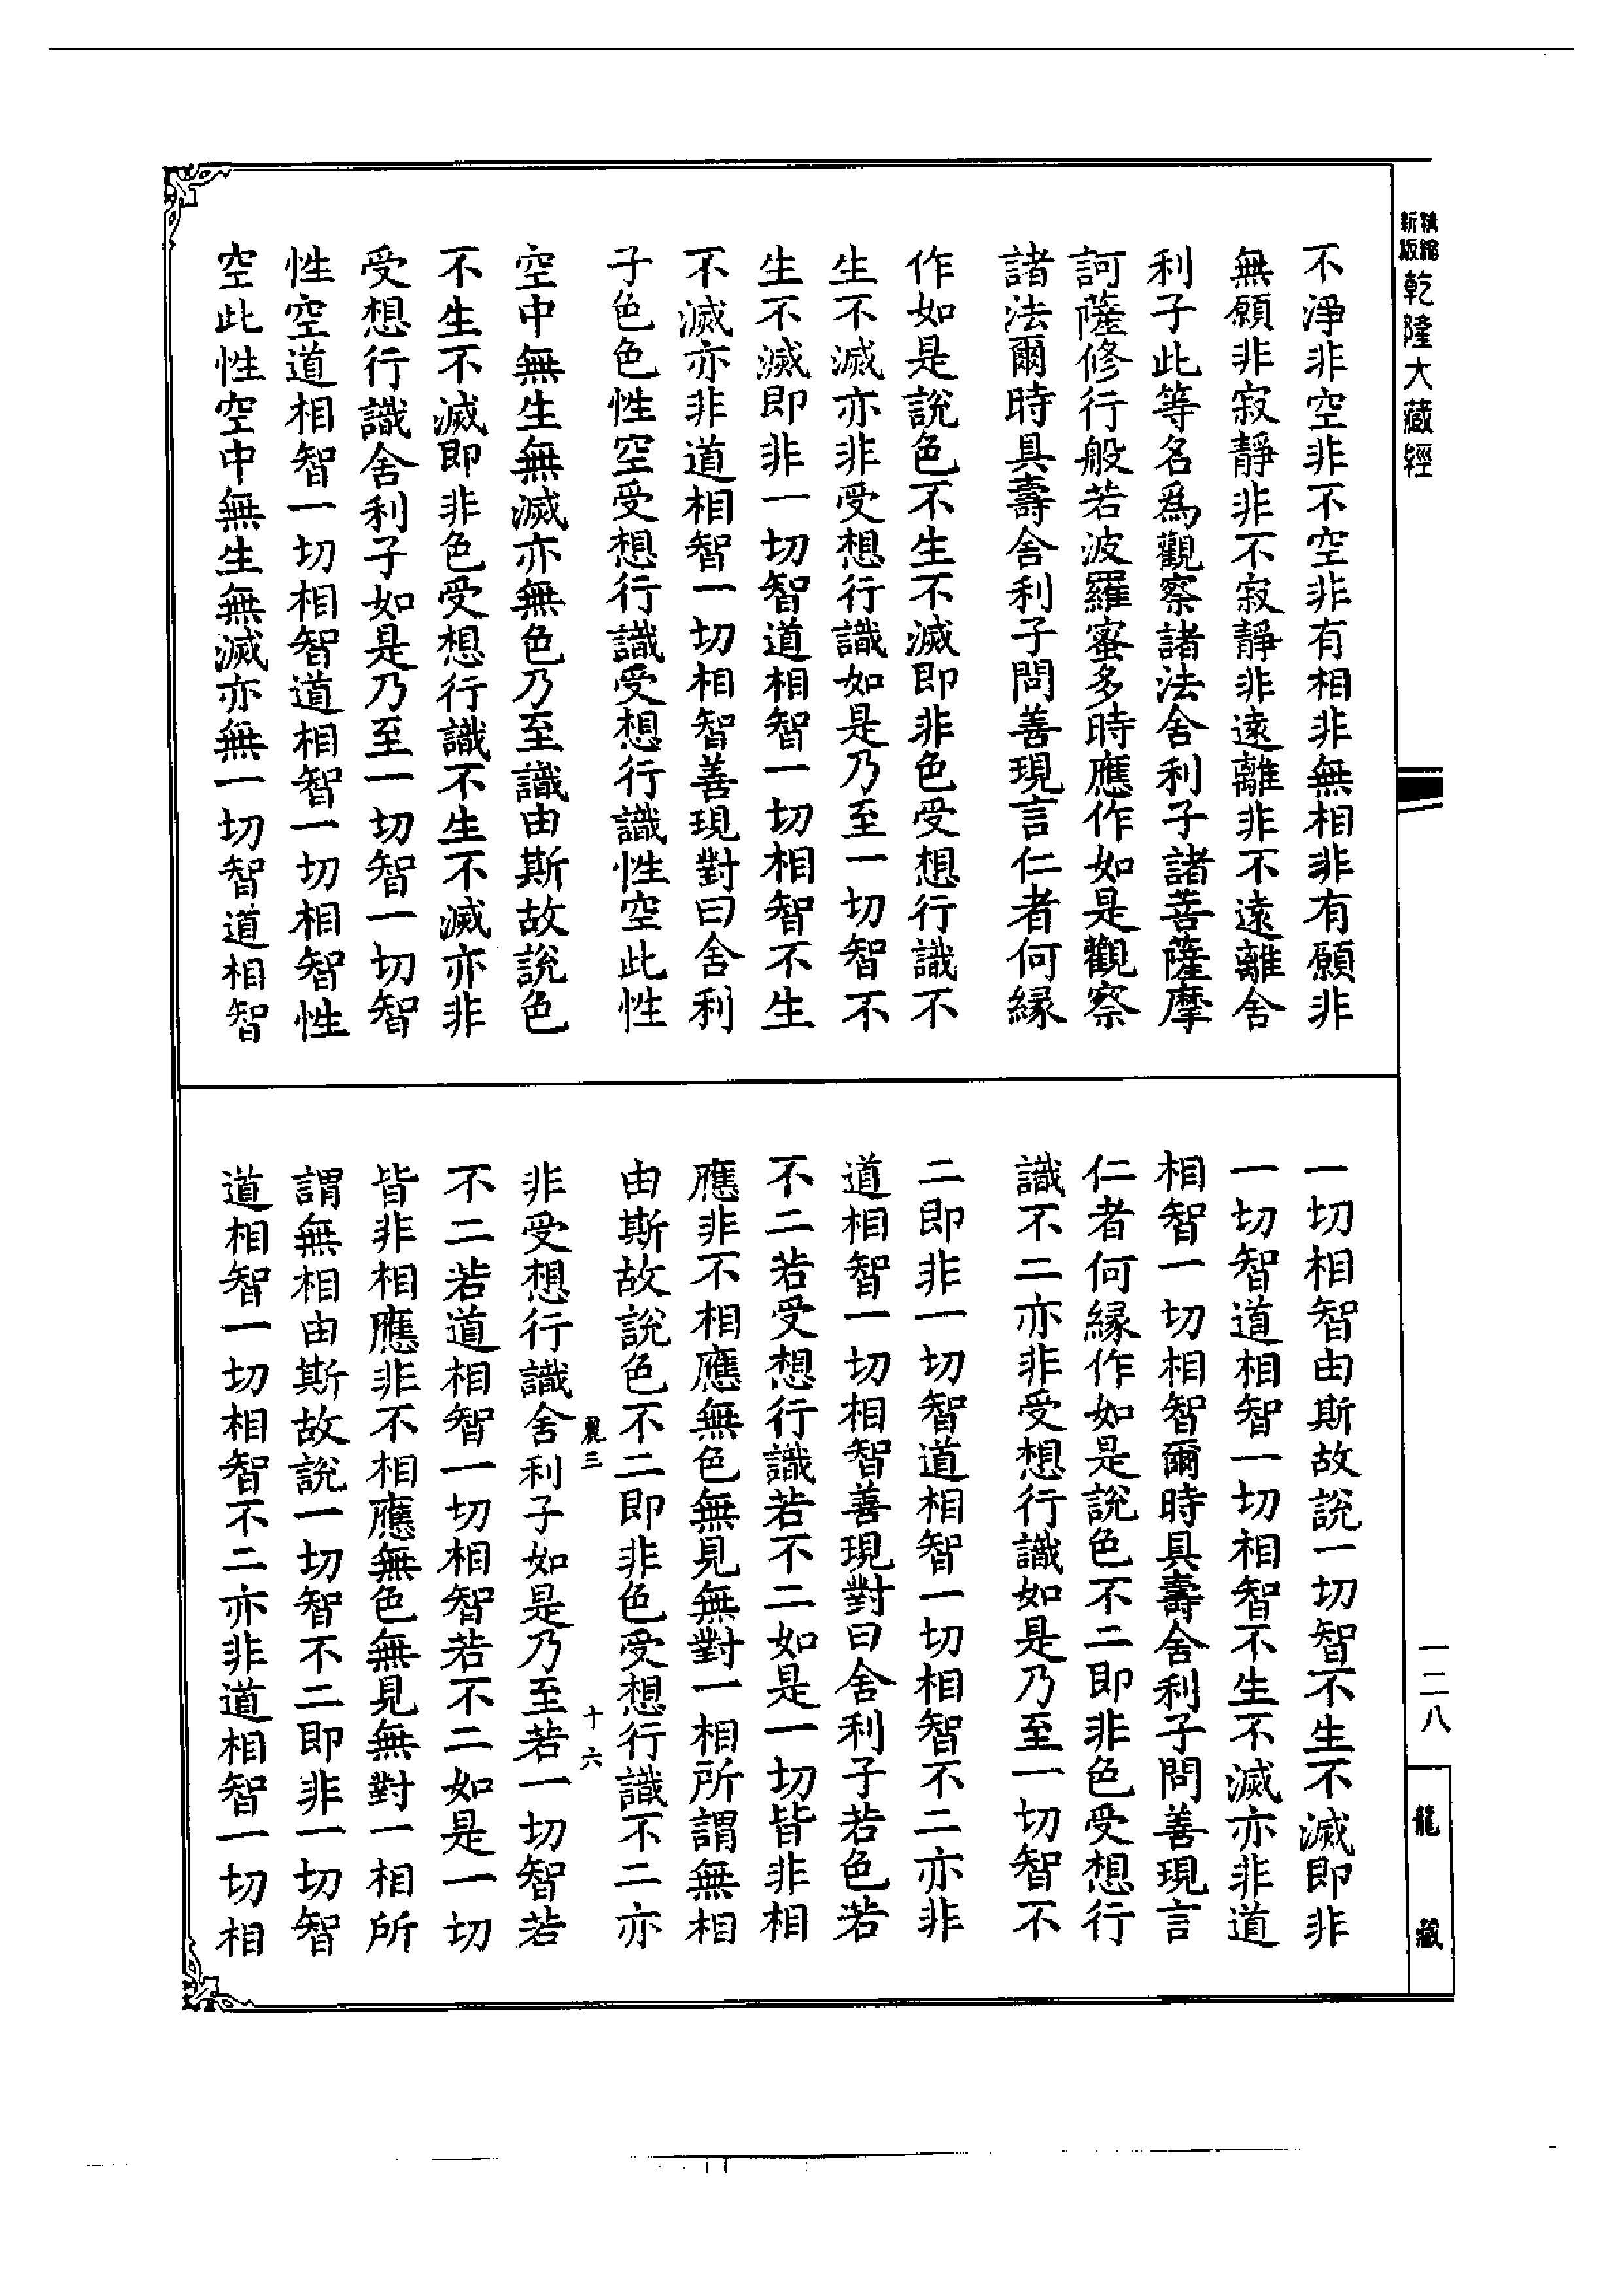 精縮
新版
乾隆大藏經
不淨非空非不空非有相非無相非有願非
無願非寂靜非不寂靜非遠離非不遠離舍
利子此等名為觀察諸法舍利子諸菩薩摩
訶薩修行般若波羅蜜多時應作如是觀察
諸法爾時具壽舍利子問善現言仁者何緣
作如是說色不生不滅即非色受想行識不
生不滅亦非受想行識如是乃至一切智不
生不滅即非一切智道相智一切相智不生
不滅亦非道相智一切相智善現對曰舍利
子色色性空受想行識受想行識性空此性
空中無生無滅亦無色乃至識由斯故說色
不生不滅即非色受想行識不生不滅亦非
受想行識舍利子如是乃至一切智一切智
性空道相智一切相智道相智一切相智性
空此性空中無生無滅亦無一切智道相智
一切相智由斯故說一切智不生不滅即非
一切智道相智一切相智不生不滅亦非道
相智一切相智爾時具壽舍利子問善現言
仁者何緣作如是說色不二即非色受想行
識不二亦非受想行識如是乃至一切智不
二即非一切智道相智一切相智不二亦非
道相智一切相智善現對曰舍利子若色若
不二若受想行識若不二如是一切皆非相
應非不相應無色無見無對一相所謂無相
由斯故說色不二即非色受想行識不二亦
麗三
十六
非受想行識舍利子如是乃至若一切智若
不二若道相智一切相智若不二如是一切
皆非相應非不相應無色無見無對一相所
謂無相由斯故說一切智不二即非一切智
道相智一切相智不二亦非道相智一切相
一二八
龍藏